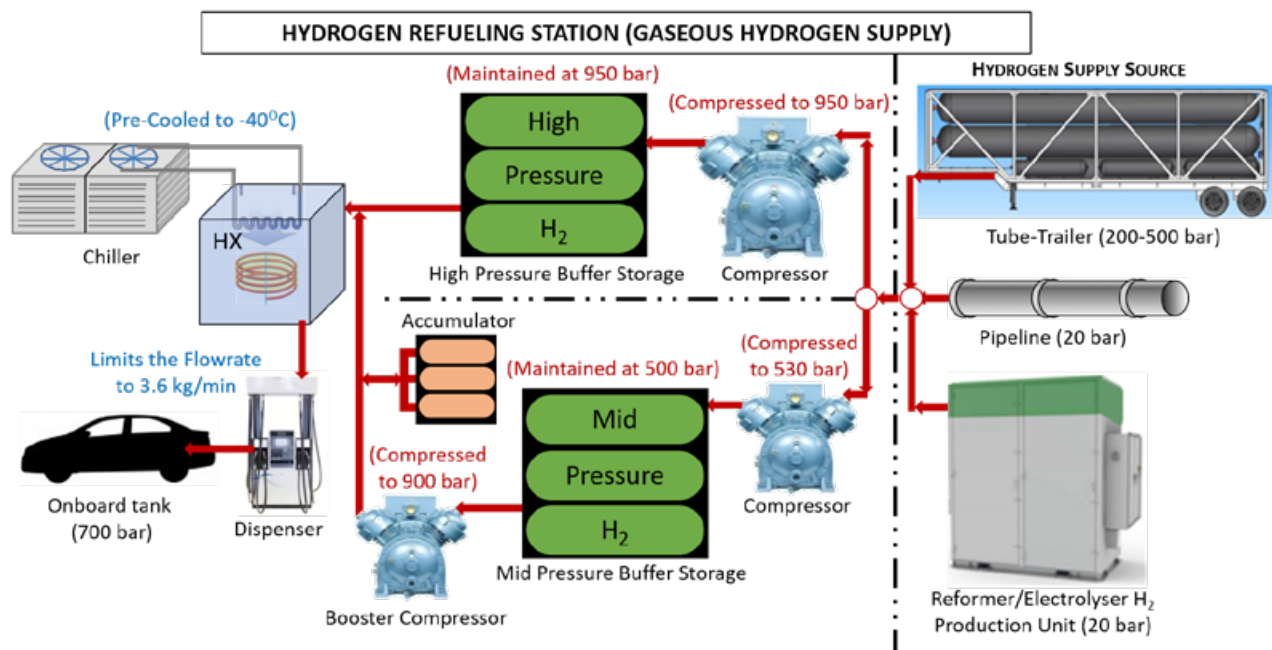 HYDROGEN REFUELING STATION (GASEOUS HYDROGEN SUPPLY)
(Maintained at 950 bar)
High
Pressure
H₂
High Pressure Buffer Storage
(Compressed to 950 bar)
Compressor
HYDROGEN SUPPLY SOURCE
Tube-Trailer (200-500 bar)
Pipeline (20 bar)
Reformer/Electrolyser H₂
Production Unit (20 bar)
(Pre-Cooled to -40⁰C)
Chiller
HX
Accumulator
Limits the Flowrate
to 3.6 kg/min
Onboard tank
(700 bar)
Dispenser
(Compressed
to 900 bar)
Booster Compressor
(Maintained at 500 bar)
Mid
Pressure
H₂
Mid Pressure Buffer Storage
(Compressed
to 530 bar)
Compressor